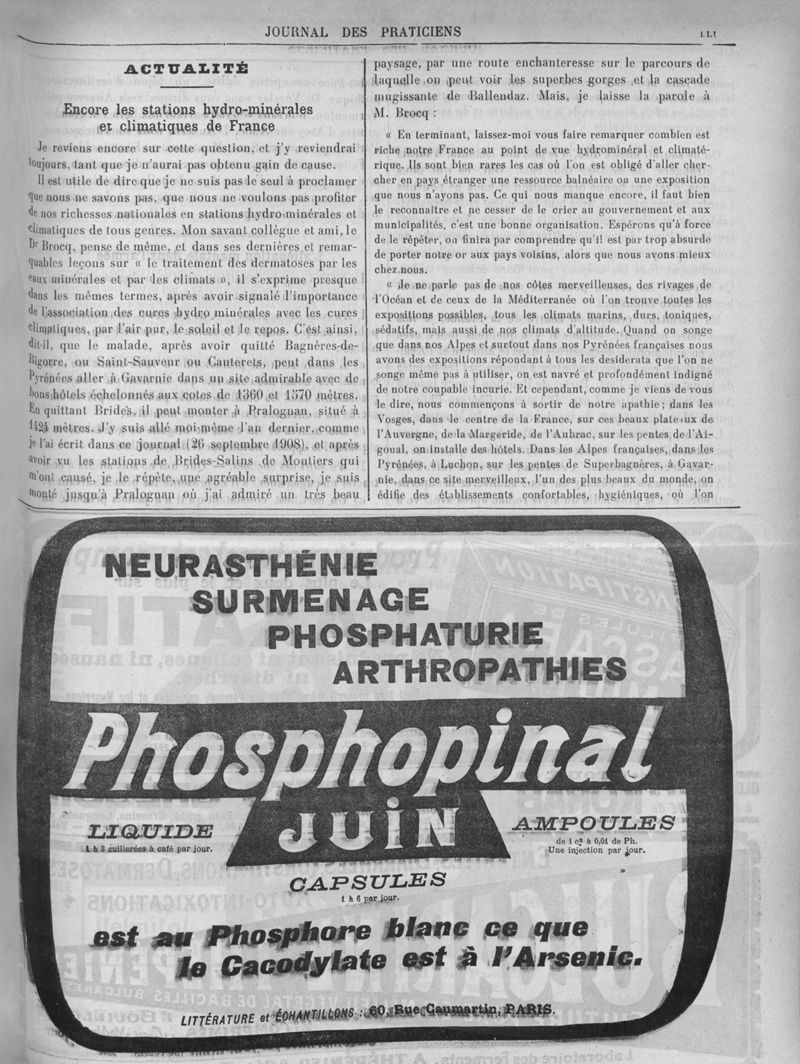 JOURNAL DES PRATICIENS
ACTUALITÉ
Encore les stations hydro-minérales
et climatiques de France
Je reviens encore sur cette question, et j'y reviendrai
toujours, tant que je n'aurai pas obtenu gain de cause.
Il est utile de dire que je ne suis pas le seul à proclamer
que nous ne savons pas, que nous ne voulons pas profiter
de nos richesses nationales en stations hydro-minérales et
climatiques de tous genres. Mon savant collègue et ami, le
Dr Brocq, pense de même, et dans ses dernières et remar-
quables leçons sur « le traitement des dermatoses par les
eaux minérales et par les climats », il s'exprime presque
dans les mêmes termes, après avoir signalé l'importance
de l'association des cures hydro minérales avec les cures
climatiques, par l'air pur, le soleil et le repos. C'ést ainsi,
dit-il, que le malade, après avoir quitté Bagnères-de-
Bigorre, ou Saint-Sauveur ou Cauterets, peut dans les
Pyrénées aller à Gavarnie dans un site admirable avec de
bons hôtels échelonnés aux cotes de 1360 et 1570 mètres.
En quittant Brides, il peut monter à Pralognan, situé à
1424 mètres. J'y suis allé moi-même l'an dernier, comme
je l'ai écrit dans ce journal (26 septembre 1908), et après
avoir vu les stations de Brides-Salins de Moutiers qui
m'ont causé, je le répète, une agréable surprise, je suis
monté jusqu'à Pralognan où j'ai admiré un très beau
paysage, par une route enchanteresse sur le parcours de
laquelle on peut voir les superbes gorges et la cascade
mugissante de Ballendaz. Mais, je laisse la parole à
M. Brocq :
« En terminant, laissez-moi vous faire remarquer combien est
riche notre France au point de vue hydrominéral et climaté-
rique. Ils sont bien rares les cas où l'on est obligé d'aller cher-
cher en pays étranger une ressource balnéaire ou une exposition
que nous n'ayons pas. Ce qui nous manque encore, il faut bien
le reconnaître et ne cesser de le crier au gouvernement et aux
municipalités, c'est une bonne organisation. Espérons qu'à force
de le répéter, on finira par comprendre qu'il est par trop absurde
de porter notre or aux pays voisins, alors que nous avons mieux
chez nous.
« Je ne parle pas de nos côtes merveilleuses, des rivages de
l'Océan et de ceux de la Méditerranée où l'on trouve toutes les
expositions possibles, tous les climats marins, durs, toniques,
sédatifs, mais aussi de nos climats d'altitude. Quand on songe
que dans nos Alpes et surtout dans nos Pyrénées françaises nous
avons des expositions répondant à tous les desiderata que l'on ne
songe même pas à utiliser, on est navré et profondément indigné
de notre coupable incurie. Et cependant, comme je viens de vous
le dire, nous commençons à sortir de notre apathie ; dans les
Vosges, dans le centre de la France, sur ces beaux plateaux de
l'Auvergne, de la Margeride, de l'Aubrac, sur les pentes de l'Ai-
goual, on installe des hôtels. Dans les Alpes françaises, dans les
Pyrénées, à Luchon, sur les pentes de Superbagnères, à Gavar-
nie, dans ce site merveilleux, l'un des plus beaux du monde, on
édifie des établissements confortables, hygiéniques, où l'on
NEURASTHÉNIE
SURMENAGE
PHOSPHATURIE
ARTHROPATHIES
Phosphopinal
JUIN
LIQUIDE
1 à 3 cuillerées à café par jour.
AMPOULES
de 1 c3 à 0,01 de Ph.
Une injection par jour.
CAPSULES
1 à 6 par jour.
est au Phosphore blanc ce que
le Cacodylate est à l'Arsenic.
LITTÉRATURE et ÉCHANTILLONS : 60, Rue Caumartin, PARIS.